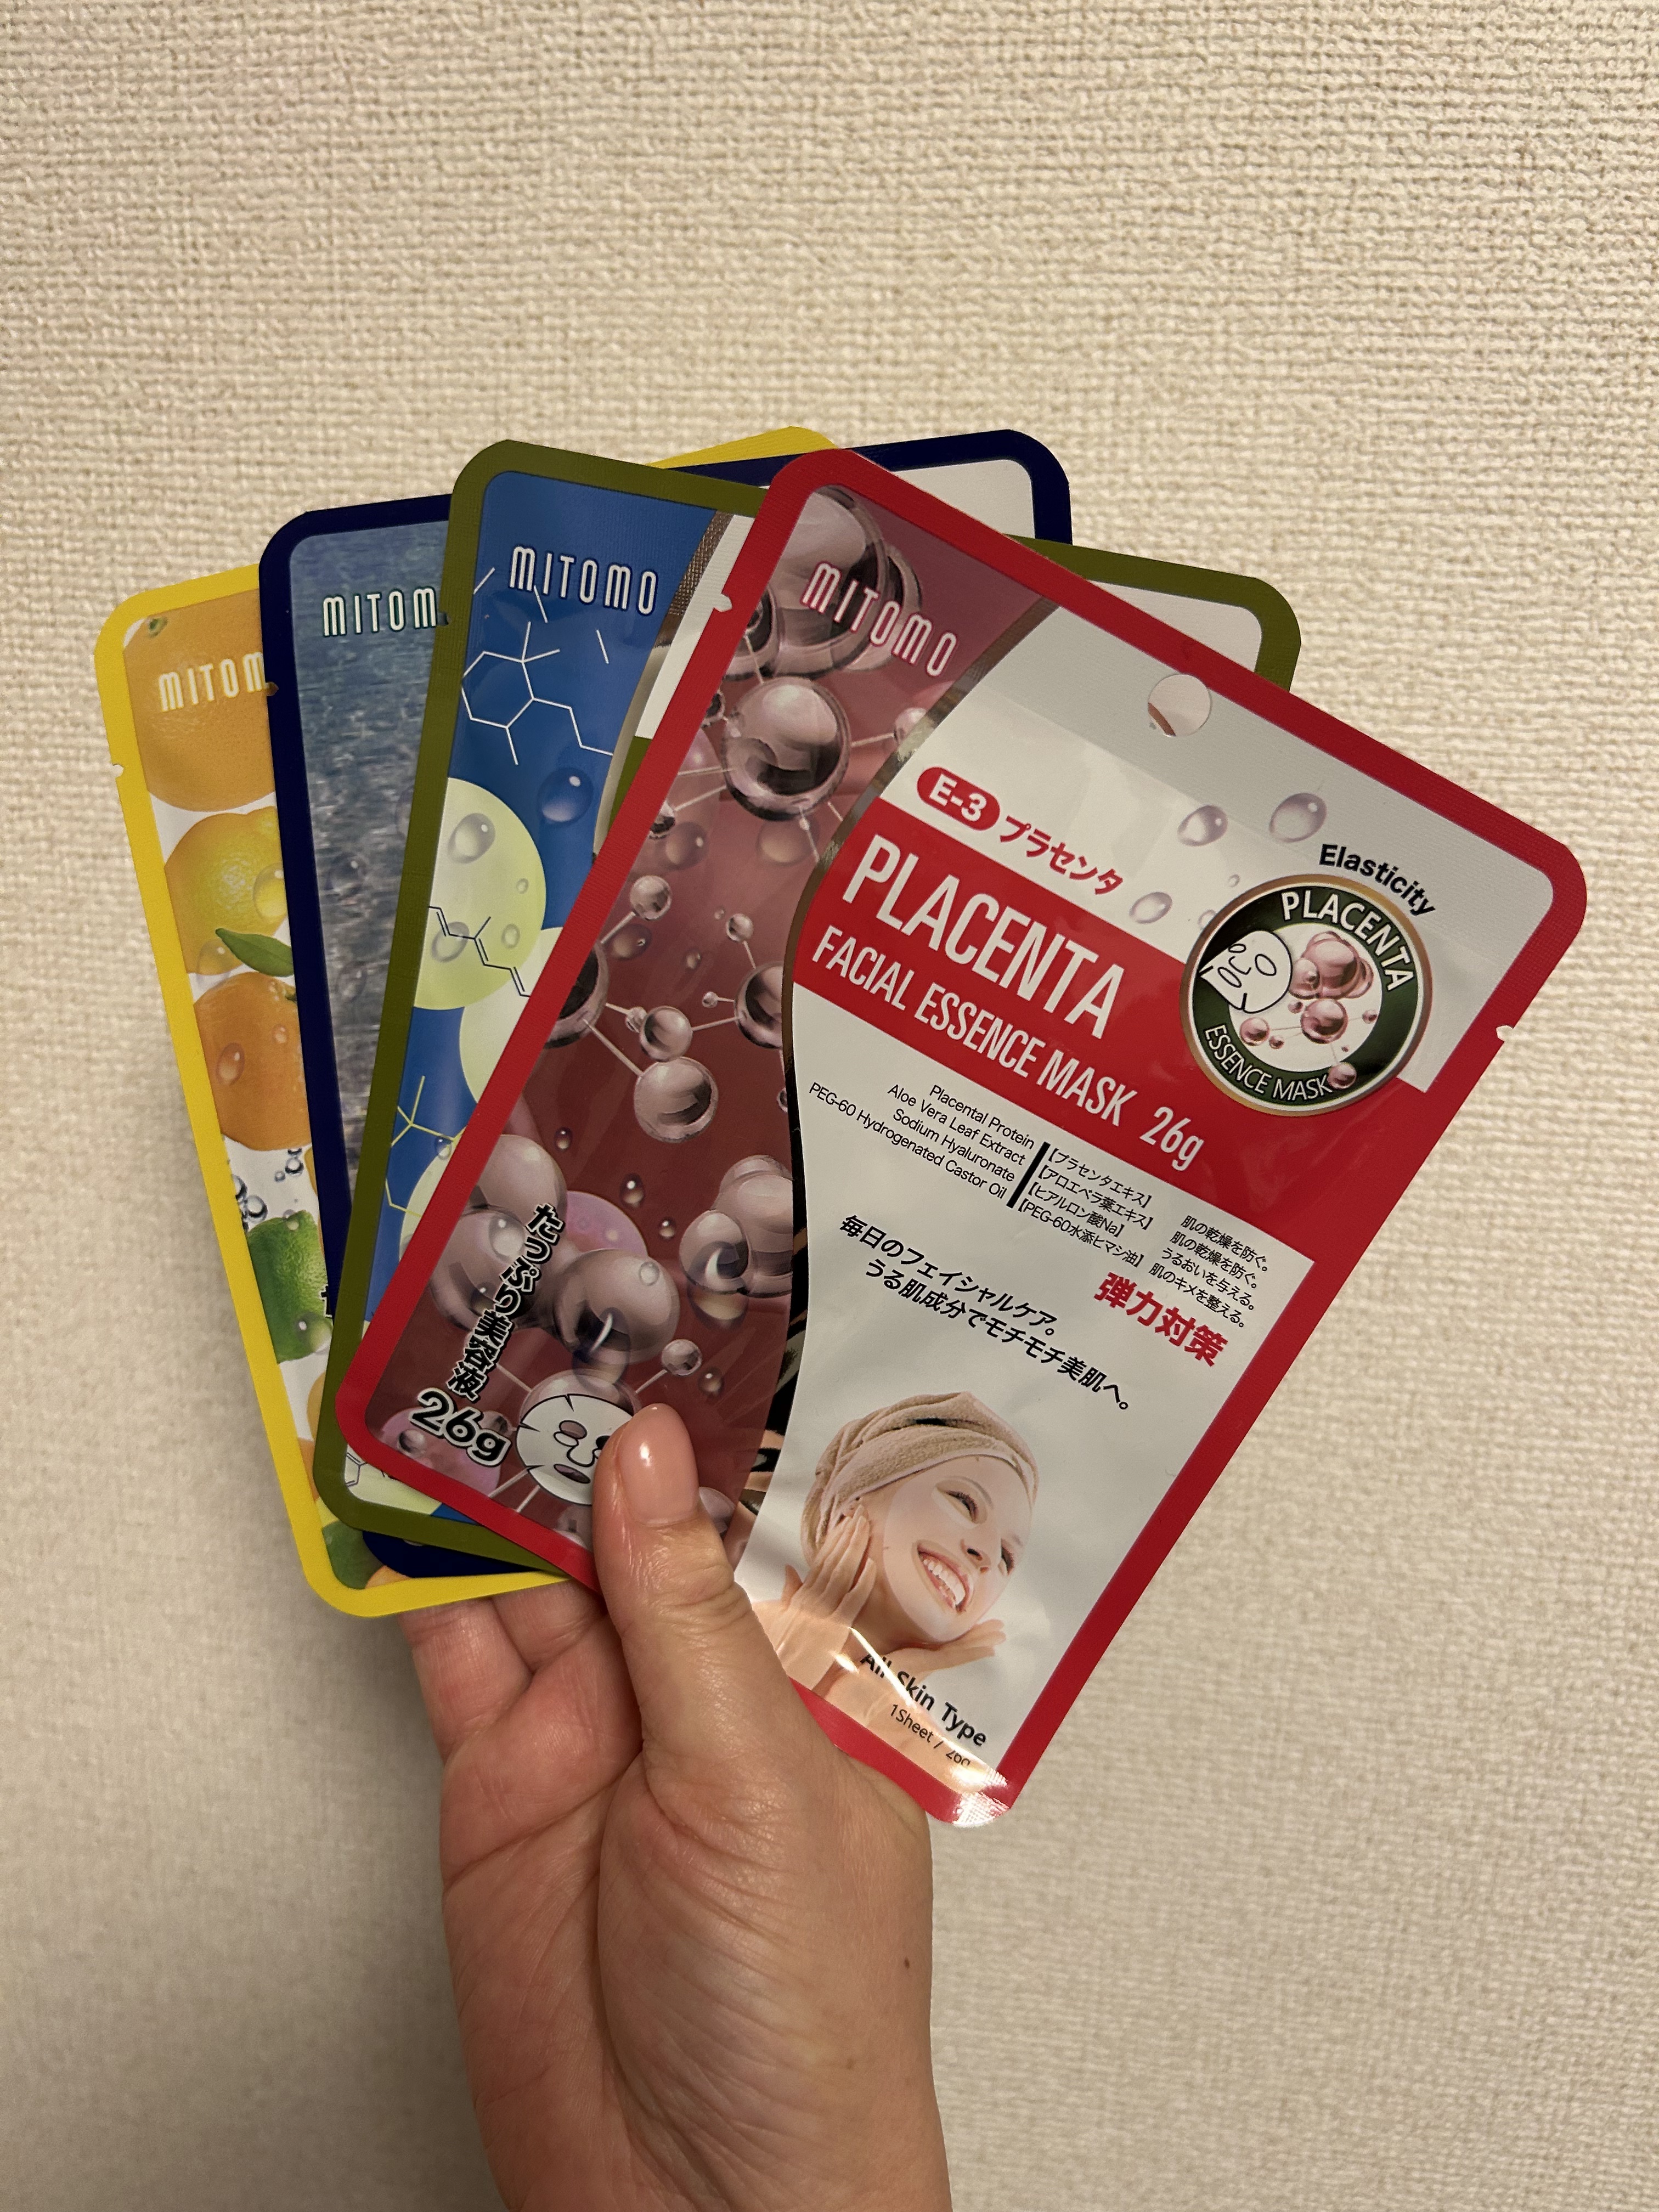 MITOM
MITOM
MITOMO
MITOMO
E-3 プラセンタ
PLACENTA
FACIAL ESSENCE MASK 26g
Elasticity
PLACENTA
ESSENCE MASK
Placental Protein【プラセンタエキス】肌の乾燥を防ぐ。
Aloe Vera Leaf Extract【アロエベラ葉エキス】肌の乾燥を防ぐ。
Sodium Hyaluronate【ヒアルロン酸Na】うるおいを与える。
PEG-60 Hydrogenated Castor Oil【PEG-60水添ヒマシ油】肌のキメを整える。
弾力対策
毎日のフェイシャルケア。
うる肌成分でモチモチ美肌へ。
たっぷり美容液
26g
All Skin Type
1Sheet / 26g